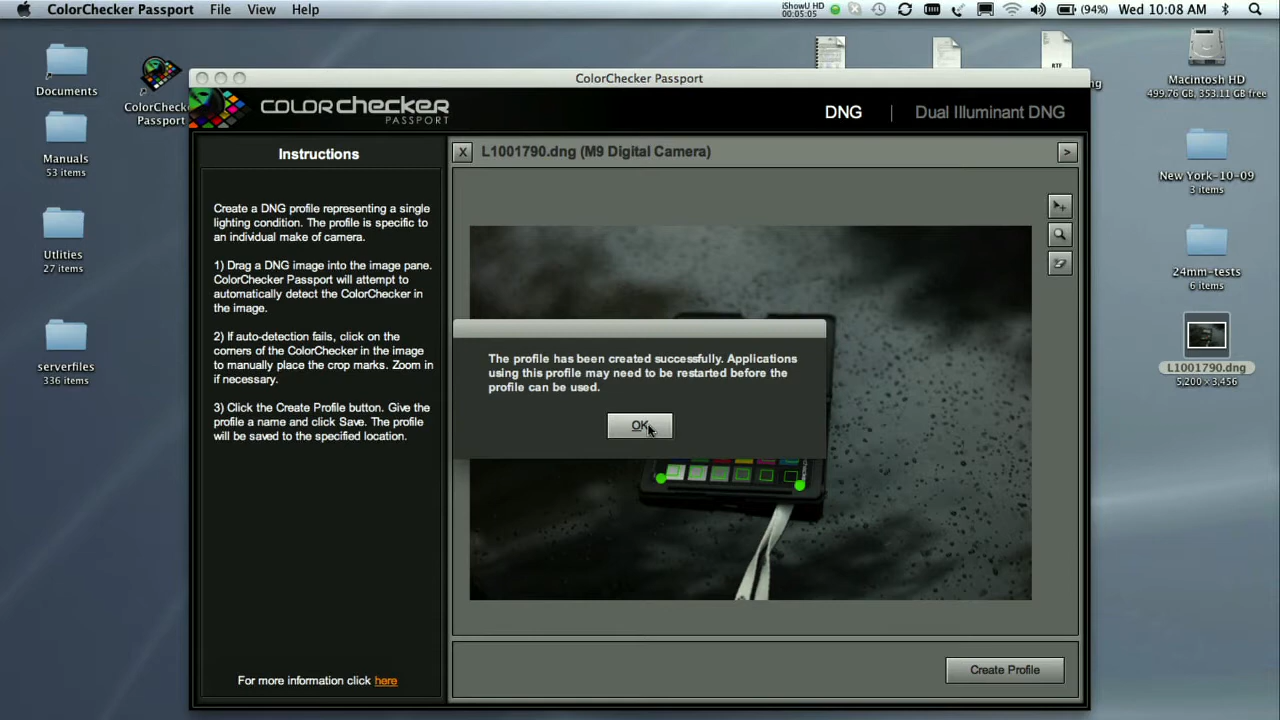 ColorChecker Passport File View Help
iShowU HD
00:05:05
(94%) Wed 10:08 AM
Documents
ColorChecke
Passport
Manuals
53 items
Utlities
27 items
serverfiles
336 items
RTF
ng
Macintosh HD
499.76 GB, 353.11 GB free
New York-10-09
3 items
24mm-tests
6 items
L1001790.dng
5,200 × 3,456
ColorChecker Passport
COLORCHECKER
PASSPORT
DNG | Dual Illuminant DNG
Instructions
Create a DNG profile representing a single
lighting condition. The profile is specific to
an individual make of camera.
1) Drag a DNG image into the image pane.
ColorChecker Passport will attempt to
automatically detect the ColorChecker in
the image.
2) If auto-detection fails, click on the
corners of the ColorChecker in the image
to manually place the crop marks. Zoom in
if necessary.
3) Click the Create Profile button. Give the
profile a name and click Save. The profile
will be saved to the specified location.
For more information click here
X L1001790.dng (M9 Digital Camera) >
The profile has been created successfully. Applications
using this profile may need to be restarted before the
profile can be used.
OK
Create Profile